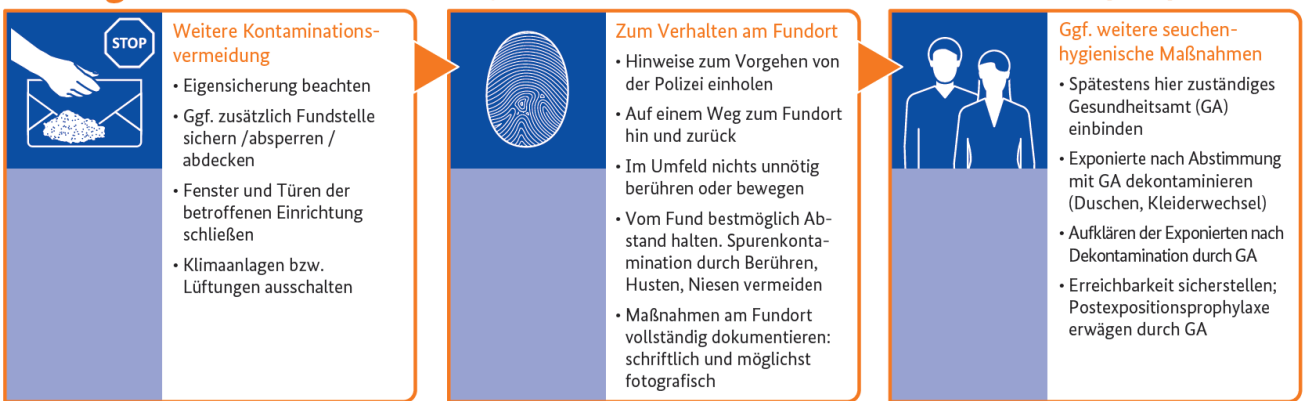 STOP
Weitere Kontaminations-
vermeidung
• Eigensicherung beachten
• Ggf. zusätzlich Fundstelle
sichern /absperren /
abdecken
• Fenster und Türen der
betroffenen Einrichtung
schließen
• Klimaanlagen bzw.
Lüftungen ausschalten
Zum Verhalten am Fundort
• Hinweise zum Vorgehen von
der Polizei einholen
• Auf einem Weg zum Fundort
hin und zurück
• Im Umfeld nichts unnötig
berühren oder bewegen
• Vom Fund bestmöglich Ab-
stand halten. Spurenkonta-
mination durch Berühren,
Husten, Niesen vermeiden
• Maßnahmen am Fundort
vollständig dokumentieren:
schriftlich und möglichst
fotografisch
Ggf. weitere seuchen-
hygienische Maßnahmen
• Spätestens hier zuständiges
Gesundheitsamt (GA)
einbinden
• Exponierte nach Abstimmung
mit GA dekontaminieren
(Duschen, Kleiderwechsel)
• Aufklären der Exponierten nach
Dekontamination durch GA
• Erreichbarkeit sicherstellen;
Postexpositionsprophylaxe
erwägen durch GA